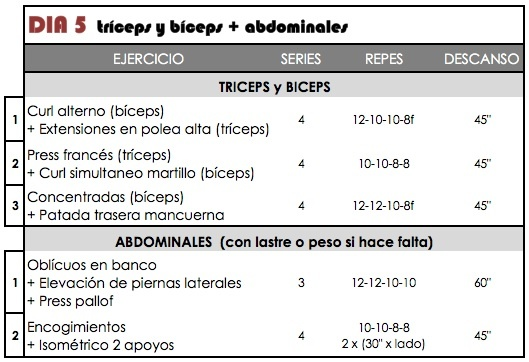 DIA 5 tríceps y bíceps + abdominales
EJERCICIO SERIES REPES DESCANSO
TRICEPS y BICEPS
1 Curl alterno (bíceps)
+ Extensiones en polea alta (tríceps) 4 12-10-10-8f 45"
2 Press francés (tríceps)
+ Curl simultaneo martillo (bíceps) 4 10-10-8-8 45"
3 Concentradas (bíceps)
+ Patada trasera mancuerna 4 12-12-10-8f 45"
ABDOMINALES (con lastre o peso si hace falta)
1 Oblícuos en banco
+ Elevación de piernas laterales 3 12-12-10-10 60"
+ Press pallof
2 Encogimientos 4 10-10-8-8 45"
+ Isométrico 2 apoyos 2 x (30" x lado)